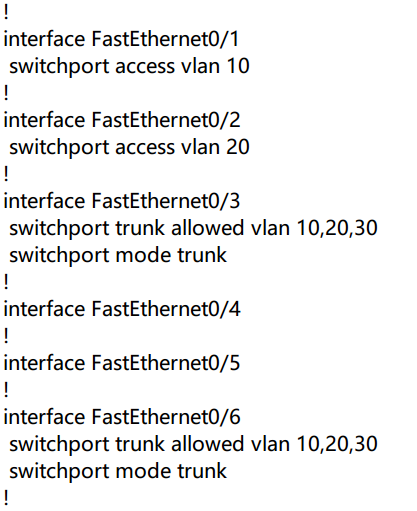 !
interface FastEthernet0/1
switchport access vlan 10
!
interface FastEthernet0/2
switchport access vlan 20
!
interface FastEthernet0/3
switchport trunk allowed vlan 10,20,30
switchport mode trunk
!
interface FastEthernet0/4
!
interface FastEthernet0/5
!
interface FastEthernet0/6
switchport trunk allowed vlan 10,20,30
switchport mode trunk
!